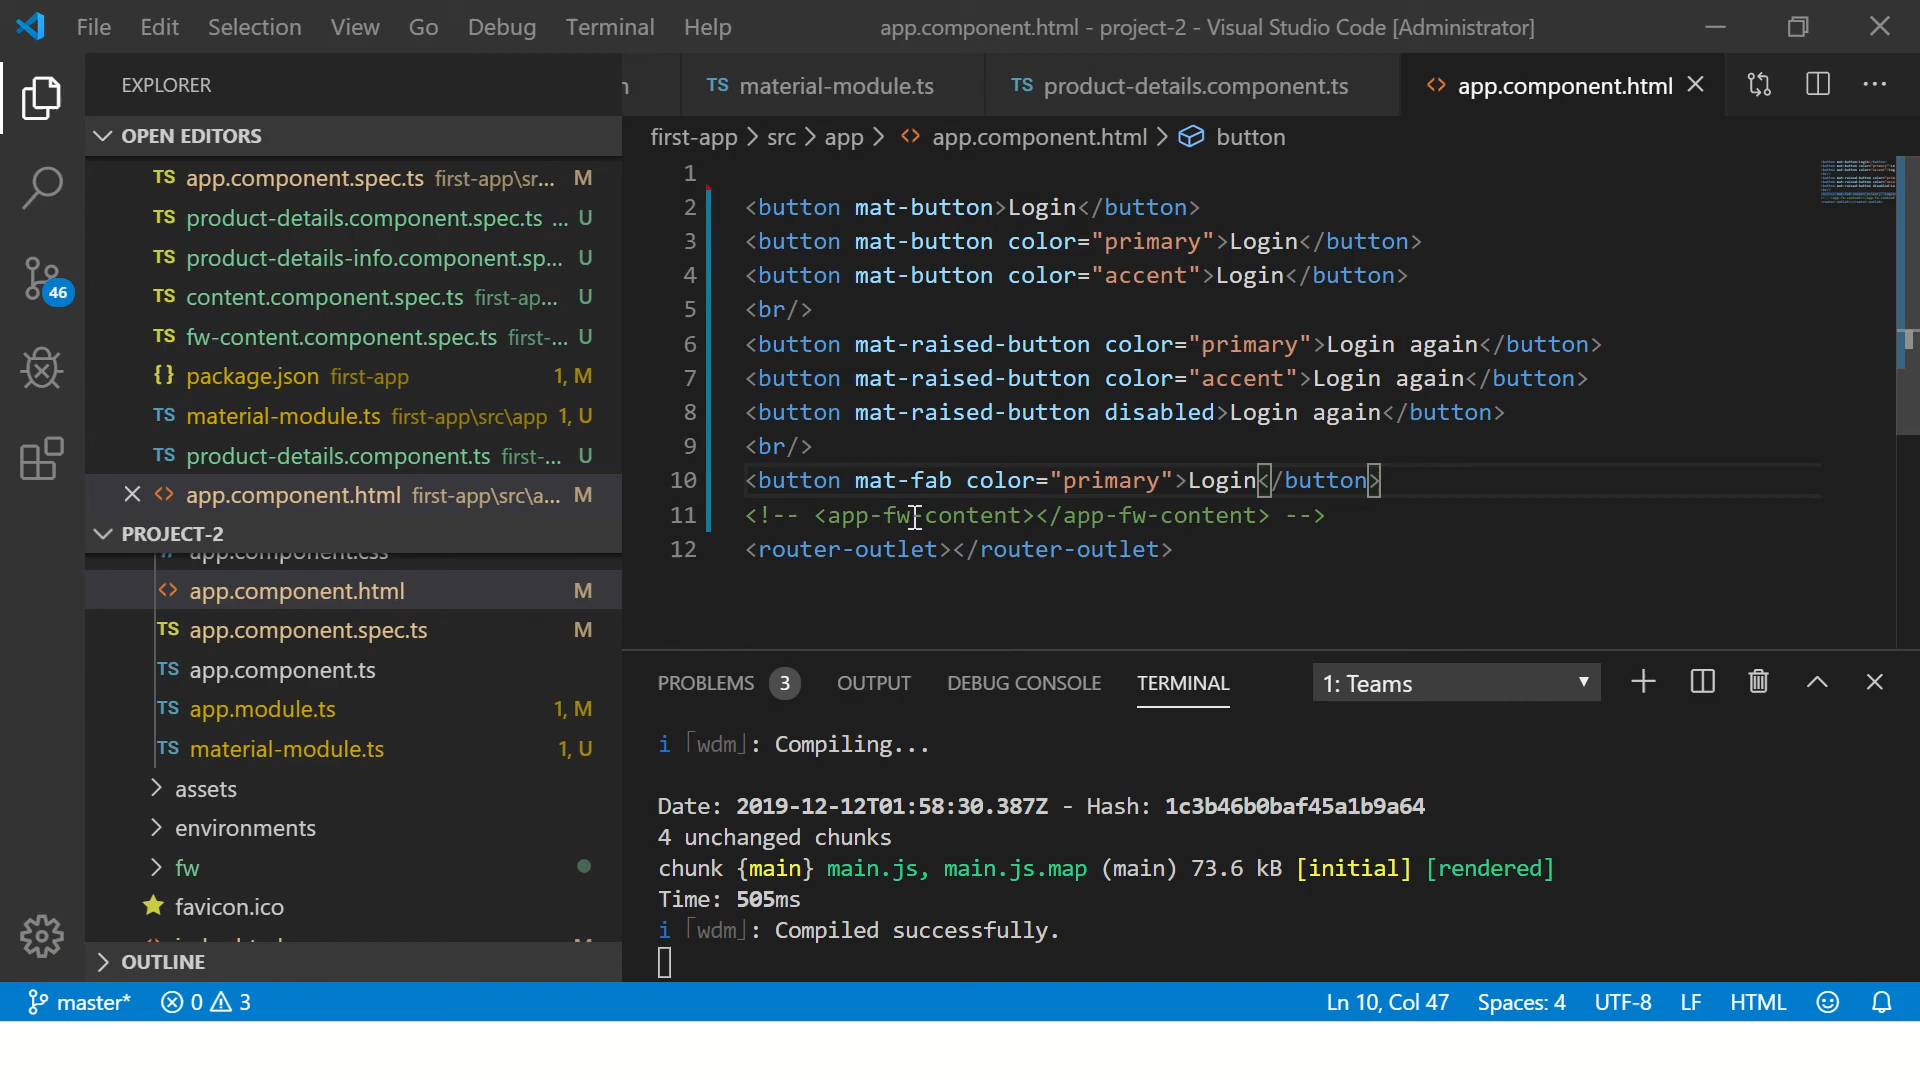 File Edit Selection View Go Debug Terminal Help
app.component.html - project-2 - Visual Studio Code [Administrator]
EXPLORER
OPEN EDITORS
TS app.component.spec.ts first-app\sr... M
TS product-details.component.spec.ts ... U
TS product-details-info.component.sp... U
TS content.component.spec.ts first-ap... U
TS fw-content.component.spec.ts first-... U
{} package.json first-app 1, M
TS material-module.ts first-app\src\app 1, U
TS product-details.component.ts first-... U
<> app.component.html first-app\src\a... M
PROJECT-2
app.component.css
<> app.component.html M
TS app.component.spec.ts M
TS app.component.ts
TS app.module.ts 1, M
TS material-module.ts 1, U
assets
environments
fw
favicon.ico
OUTLINE
46
TS material-module.ts
TS product-details.component.ts
<> app.component.html
first-app > src > app > <> app.component.html > button
1
2 <button mat-button>Login</button>
3 <button mat-button color="primary">Login</button>
4 <button mat-button color="accent">Login</button>
5 <br/>
6 <button mat-raised-button color="primary">Login again</button>
7 <button mat-raised-button color="accent">Login again</button>
8 <button mat-raised-button disabled>Login again</button>
9 <br/>
10 <button mat-fab color="primary">Login</button>
11 <!-- <app-fw-content></app-fw-content> -->
12 <router-outlet></router-outlet>
PROBLEMS 3 OUTPUT DEBUG CONSOLE TERMINAL 1: Teams
i ｢wdm｣: Compiling...
Date: 2019-12-12T01:58:30.387Z - Hash: 1c3b46b0baf45a1b9a64
4 unchanged chunks
chunk {main} main.js, main.js.map (main) 73.6 kB [initial] [rendered]
Time: 505ms
i ｢wdm｣: Compiled successfully.
master* 0 3 Ln 10, Col 47 Spaces: 4 UTF-8 LF HTML